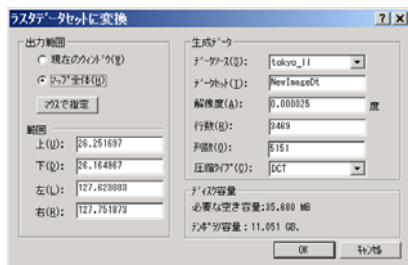 ラスタデータセットに変換
出力範囲
現在のウィンドウ(W)
マップ全体(H)
マウスで指定
範囲
上(U): 26.251697
下(D): 26.164967
左(L): 127.623083
右(R): 127.751873
生成データ
データソース(S): tokyo_II
データセット(T): NewImageDt
解像度(A): 0.000025 度
行数(B): 3469
列数(O): 5151
圧縮タイプ(C): DCT
ディスク容量
必要な空き容量:35.680 MB
テンポラリ容量:11.051 GB.
OK
キャンセル